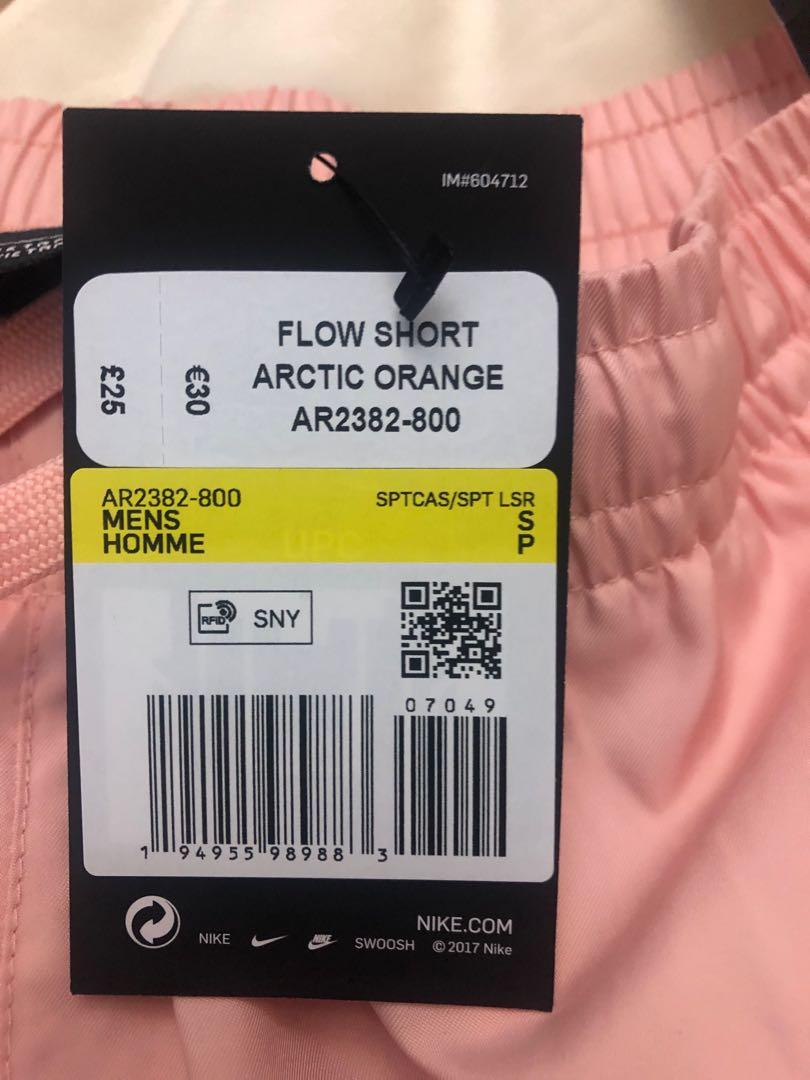 IM#604712
FLOW SHORT
ARCTIC ORANGE
AR2382-800
£25
€30
AR2382-800
SPTCAS/SPT LSR
MENS
S
HOMME
P
RFID SNY
07049
1 94955 98988 3
NIKE NIKE SWOOSH
NIKE.COM
© 2017 Nike